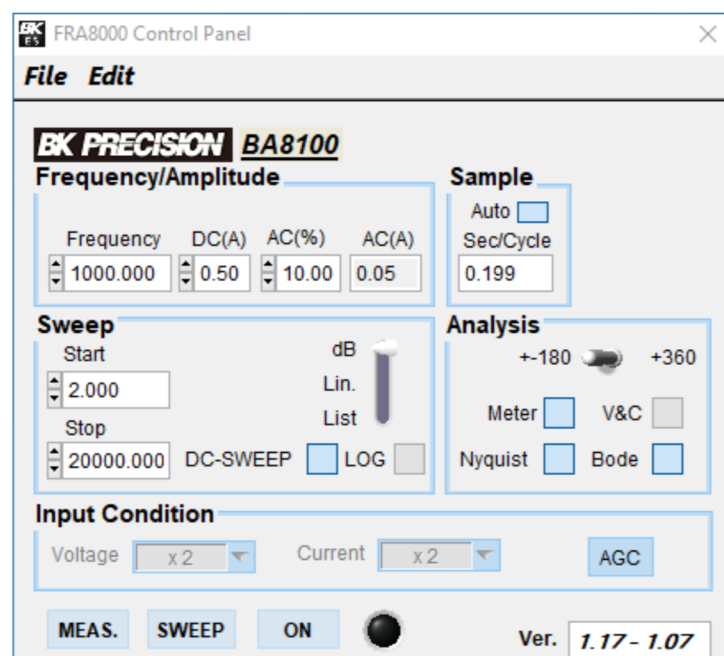 BK
ES
FRA8000 Control Panel
File Edit
BK PRECISION BA8100
Frequency/Amplitude
Frequency DC(A) AC(%) AC(A)
1000.000 0.50 10.00 0.05
Sample
Auto
Sec/Cycle
0.199
Sweep
Start
2.000
Stop
20000.000
dB
Lin.
List
DC-SWEEP LOG
Analysis
+-180 +360
Meter V&C
Nyquist Bode
Input Condition
Voltage x 2 Current x 2 AGC
MEAS. SWEEP ON
Ver. 1.17 - 1.07